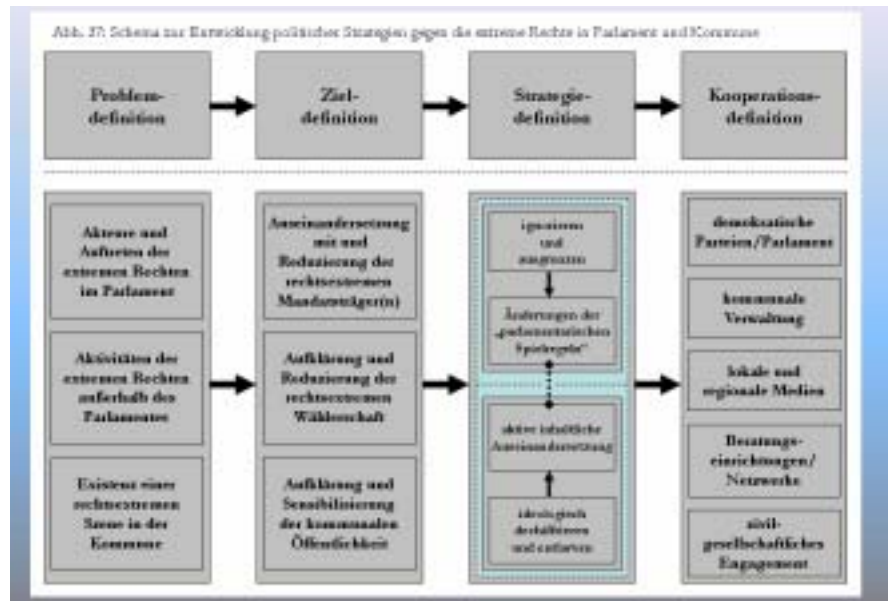 Abb. 37: Schema zur Entwicklung politischer Strategien gegen die extreme Rechte in Parlament und Kommune
Problem-
definition
Ziel-
definition
Strategie-
definition
Kooperations-
definition
Akteure und
Auftreten der
extremen Rechten
im Parlament
Aktivitäten der
extremen Rechten
außerhalb des
Parlamentes
Existenz einer
rechtsextremen
Szene in der
Kommune
Auseinandersetzung
mit und
Reduzierung der
rechtsextremen
Mandatsträger(n)
Aufklärung und
Reduzierung der
rechtsextremen
Wählerschaft
Aufklärung und
Sensibilisierung
der kommunalen
Öffentlichkeit
ignorieren
und
ausgrenzen
Änderungen der
„parlamentarischen
Spielregeln“
aktive inhaltliche
Auseinandersetzung
ideologisch
dechiffrieren
und entlarven
demokratische
Parteien/Parlament
kommunale
Verwaltung
lokale und
regionale Medien
Beratungs-
einrichtungen/
Netzwerke
zivil-
gesellschaftliches
Engagement